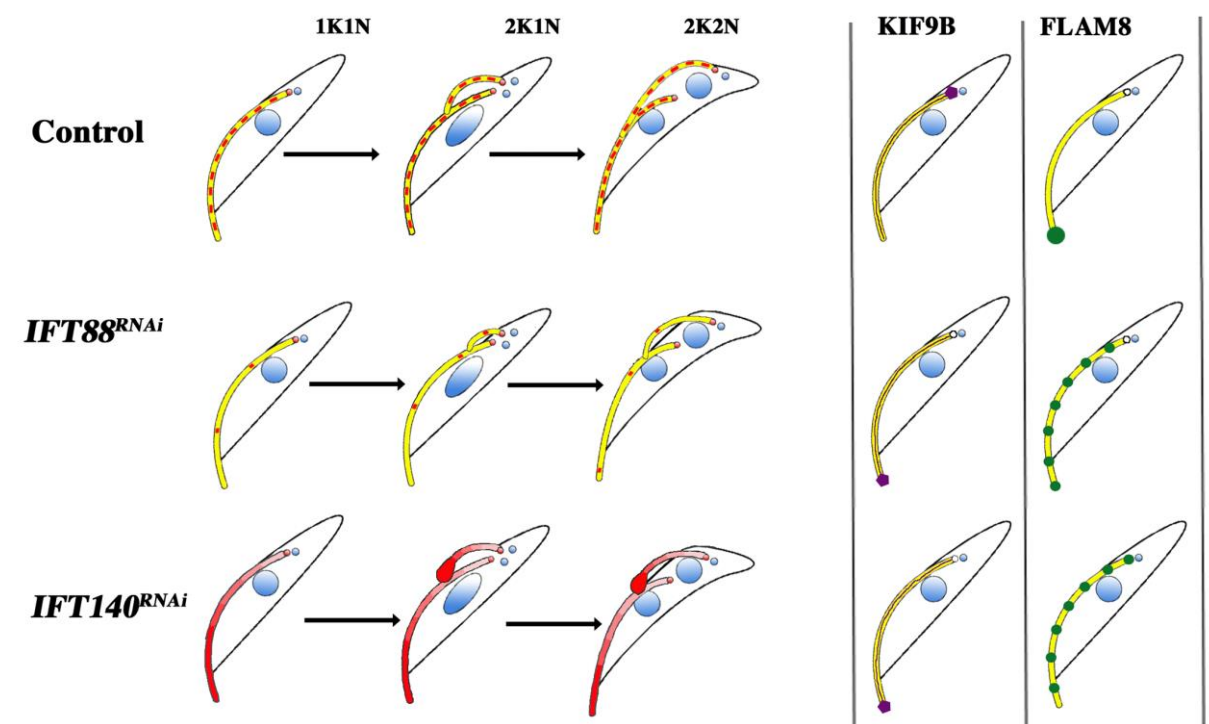 1K1N 2K1N 2K2N KIF9B FLAM8
Control
IFT88RNAi
IFT140RNAi